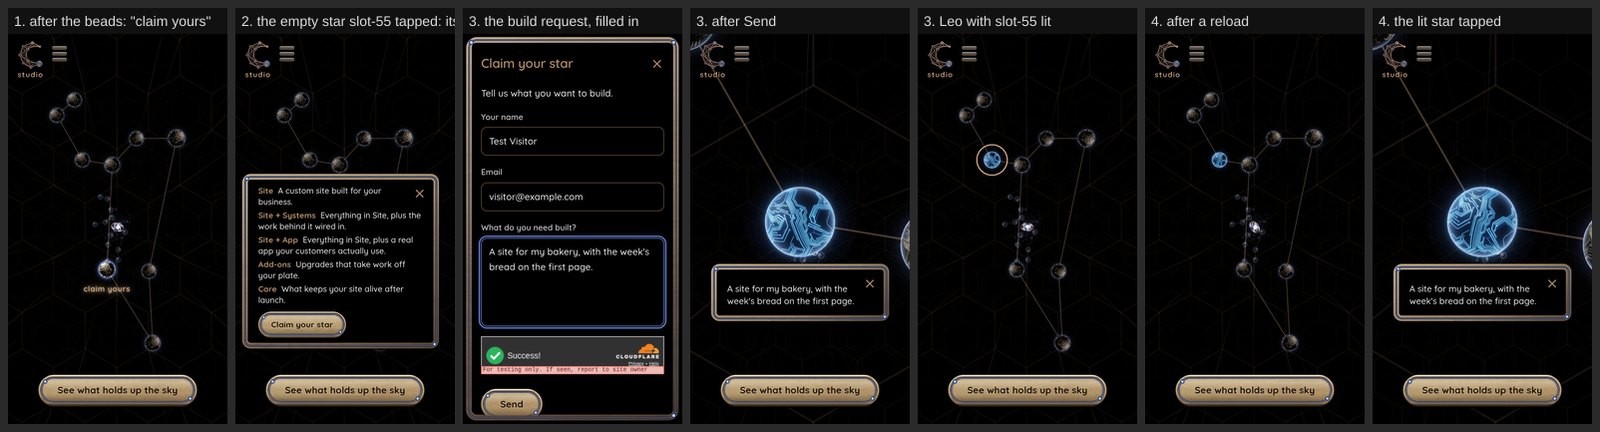 1. after the beads: "claim yours"
studio
claim yours
See what holds up the sky
2. the empty star slot-55 tapped: its
studio
Site A custom site built for your
business.
Site + Systems Everything in Site, plus the
work behind it wired in.
Site + App Everything in Site, plus a real
app your customers actually use.
Add-ons Upgrades that take work off
your plate.
Care What keeps your site alive after
launch.
Claim your star
See what holds up the sky
3. the build request, filled in
Claim your star
Tell us what you want to build.
Your name
Test Visitor
Email
visitor@example.com
What do you need built?
A site for my bakery, with the week's
bread on the first page.
Success!
CLOUDFLARE
Privacy • Help
For testing only. If seen, report to site owner
Send
3. after Send
studio
A site for my bakery, with the
week's bread on the first page.
See what holds up the sky
3. Leo with slot-55 lit
studio
See what holds up the sky
4. after a reload
studio
See what holds up the sky
4. the lit star tapped
studio
A site for my bakery, with the
week's bread on the first page.
See what holds up the sky